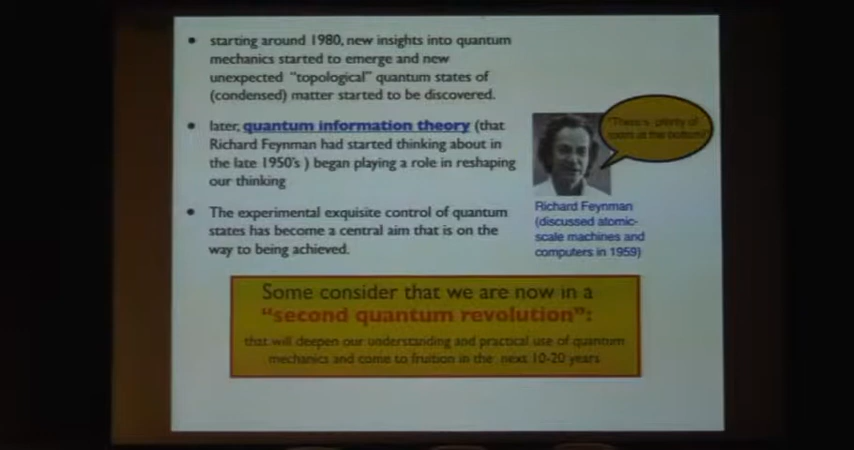 • starting around 1980, new insights into quantum
mechanics started to emerge and new
unexpected "topological" quantum states of
(condensed) matter started to be discovered.
• later, quantum information theory (that
Richard Feynman had started thinking about in
the late 1950's ) began playing a role in reshaping
our thinking
• The experimental exquisite control of quantum
states has become a central aim that is on the
way to being achieved.
"There's plenty of
room at the bottom"
Richard Feynman
(discussed atomic-
scale machines and
computers in 1959)
Some consider that we are now in a
"second quantum revolution":
that will deepen our understanding and practical use of quantum
mechanics and come to fruition in the next 10-20 years